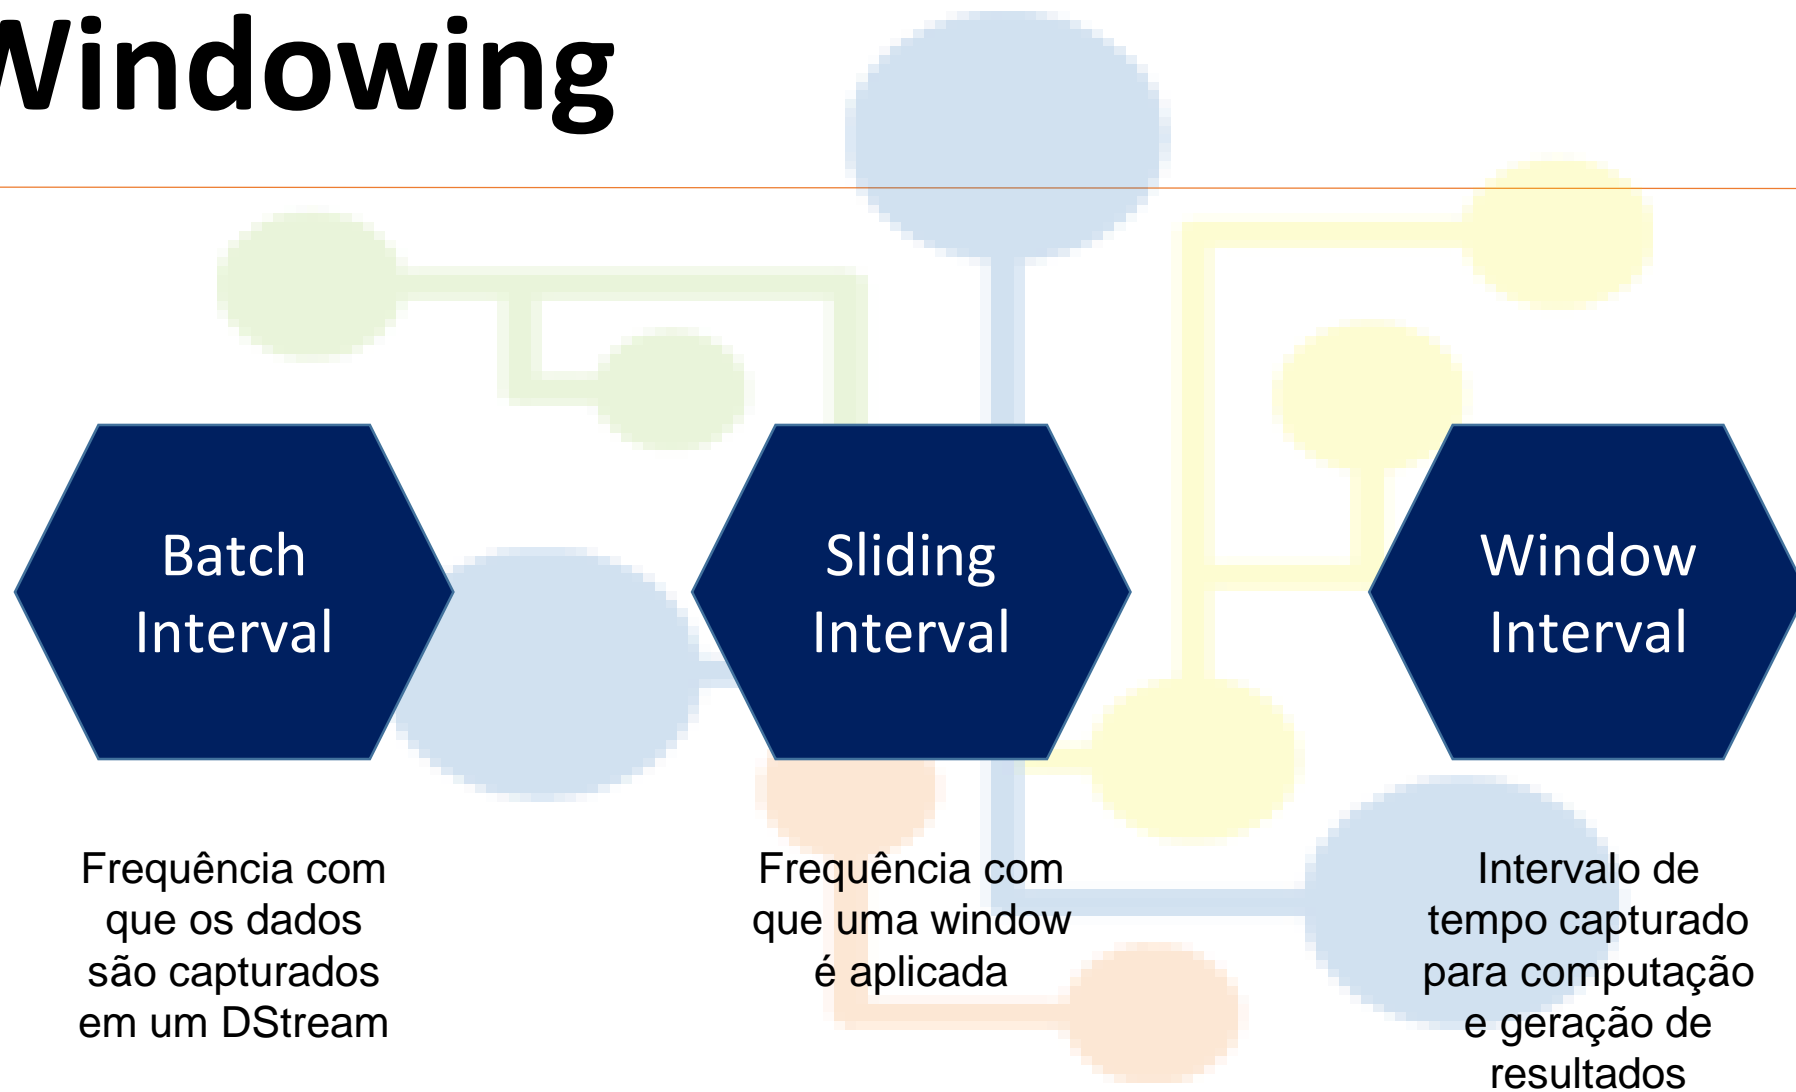 Windowing
Batch
Interval
Frequência com
que os dados
são capturados
em um DStream
Sliding
Interval
Frequência com
que uma window
é aplicada
Window
Interval
Intervalo de
tempo capturado
para computação
e geração de
resultados